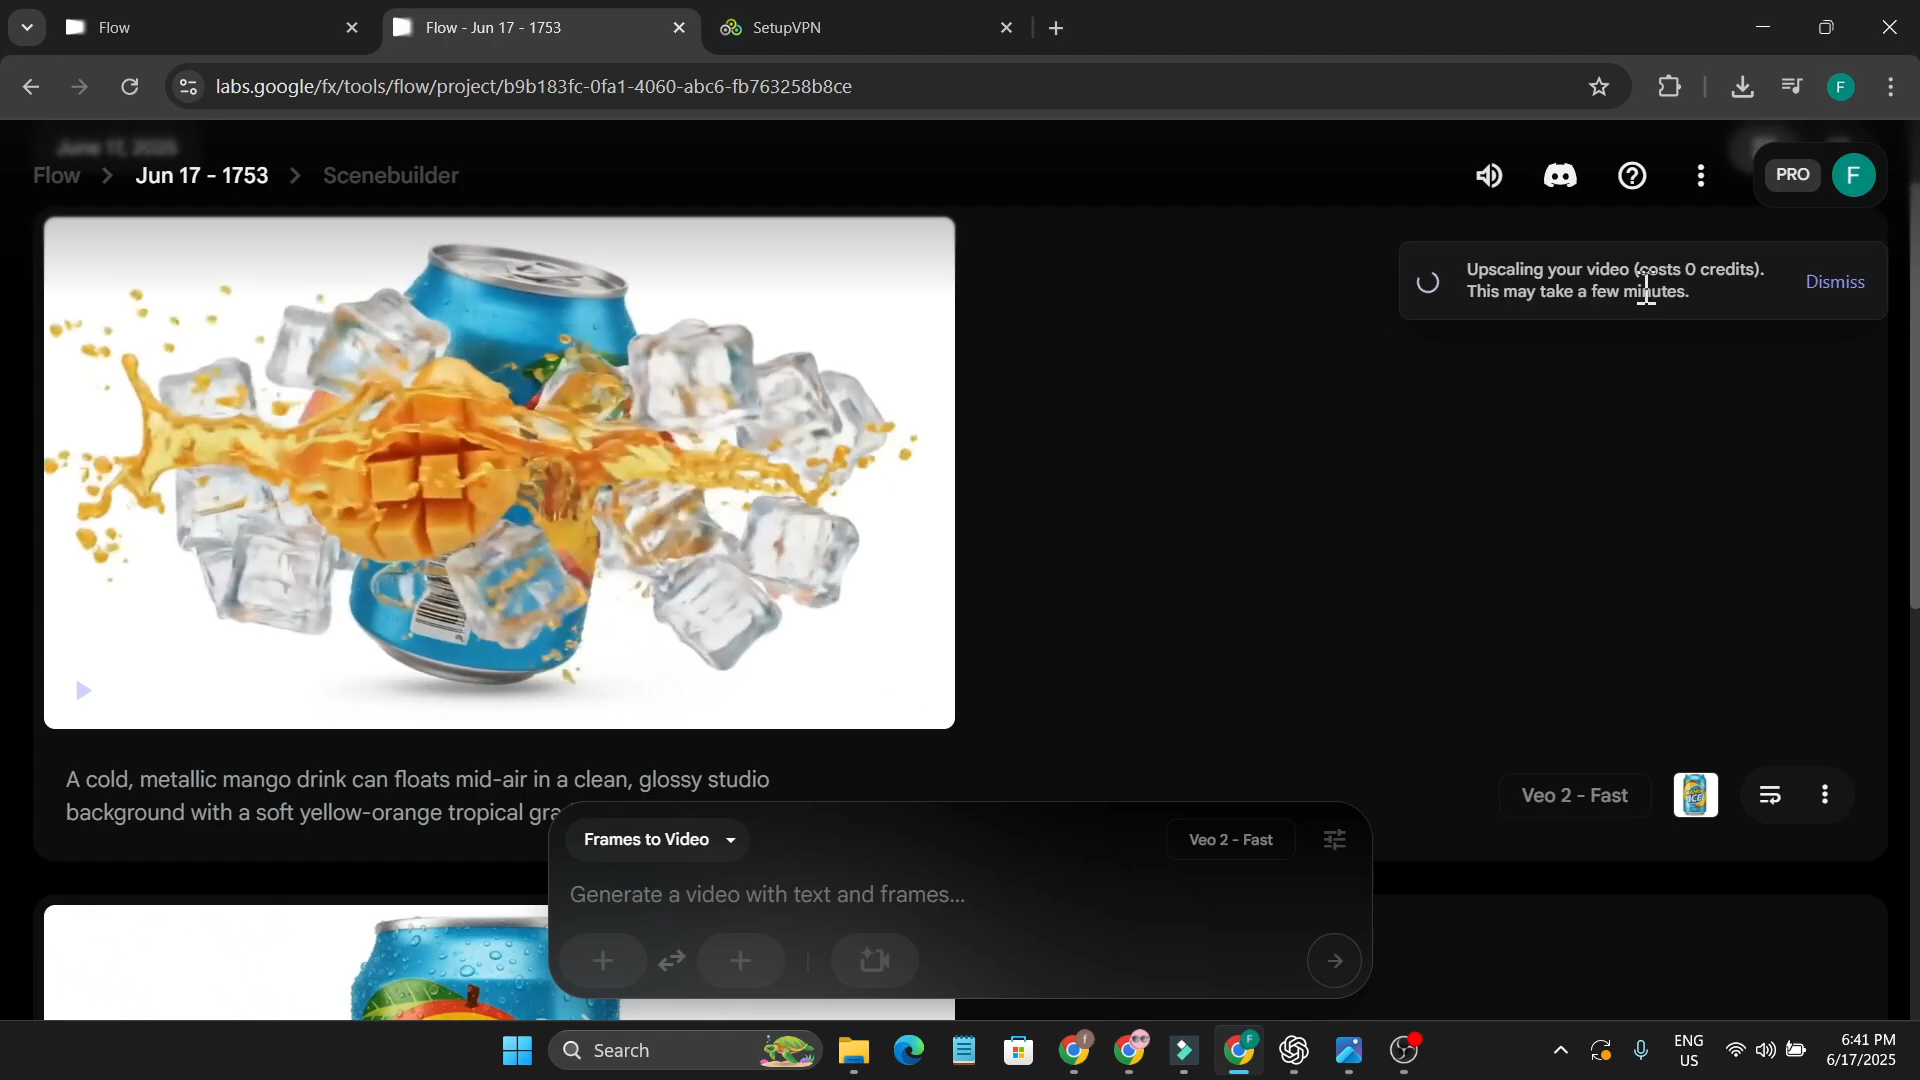 Flow
Flow - Jun 17 - 1753
SetupVPN
labs.google/fx/tools/flow/project/b9b183fc-0fa1-4060-abc6-fb763258b8ce
F
June 17, 2025
Flow
Jun 17 - 1753
Scenebuilder
PRO
F
Upscaling your video (costs 0 credits).
This may take a few minutes.
Dismiss
A cold, metallic mango drink can floats mid-air in a clean, glossy studio
background with a soft yellow-orange tropical
Veo 2 - Fast
ICE
Frames to Video
Veo 2 - Fast
Generate a video with text and frames...
Search
F
ENG
US
6:41 PM
6/17/2025